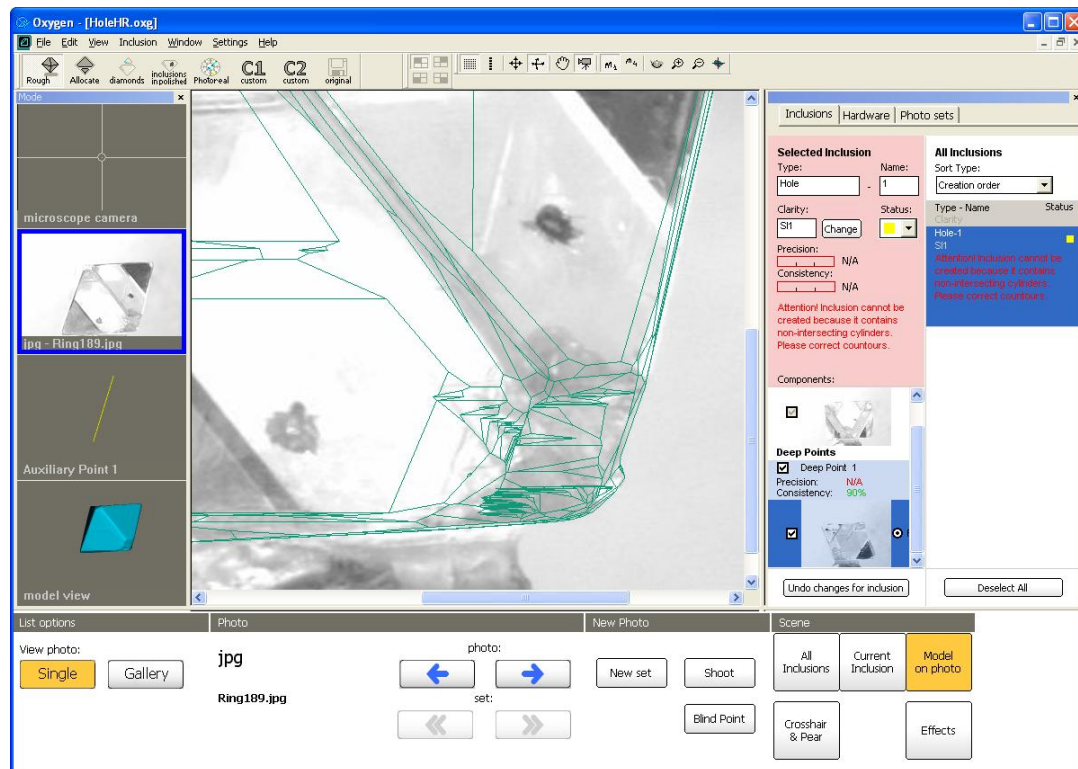 Oxygen - [HoleHR.oxg]
File Edit View Inclusion Window Settings Help
Rough Allocate diamonds inclusions inpolished Photoreal C1 custom C2 custom original
Mode
microscope camera
jpg - Ring189.jpg
Auxiliary Point 1
model view
Inclusions Hardware Photo sets
Selected Inclusion
Type: Name:
Hole - 1
Clarity: Status:
SI1 Change
Precision:
N/A
Consistency:
N/A
Attention! Inclusion cannot be
created because it contains
non-intersecting cylinders.
Please correct countours.
Components:
Deep Points
Deep Point 1
Precision: N/A
Consistency: 90%
Undo changes for inclusion
All Inclusions
Sort Type:
Creation order
Type - Name Status
Clarity
Hole-1
SI1
Attention! Inclusion cannot be
created because it contains
non-intersecting cylinders.
Please correct countours.
Deselect All
List options
View photo:
Single Gallery
Photo
jpg
Ring189.jpg
photo:
set:
New Photo
New set Shoot
Blind Point
Scene
All Inclusions
Current Inclusion
Model on photo
Crosshair & Pear
Effects